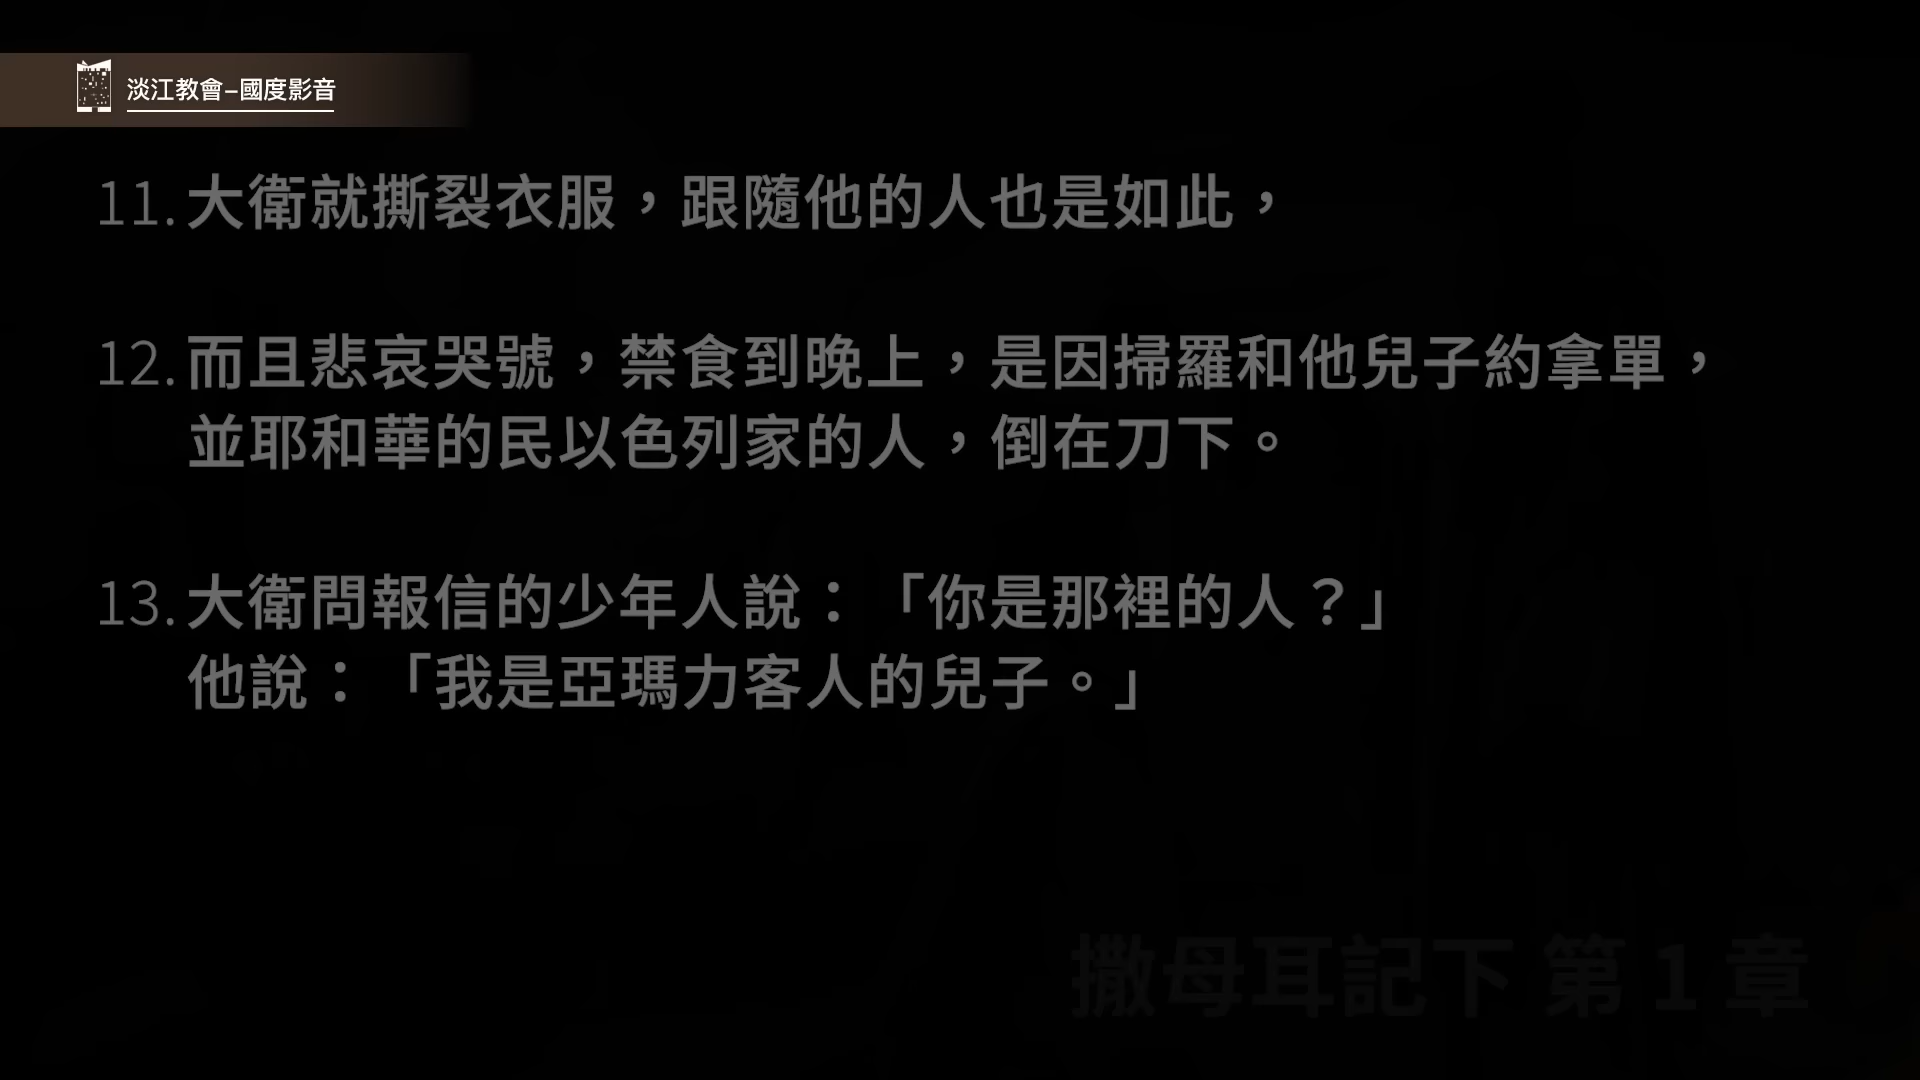 淡江教會–國度影音
11.大衛就撕裂衣服，跟隨他的人也是如此，
12.而且悲哀哭號，禁食到晚上，是因掃羅和他兒子約拿單，
並耶和華的民以色列家的人，倒在刀下。
13.大衛問報信的少年人說：「你是那裡的人？」
他說：「我是亞瑪力客人的兒子。」
撒母耳記下 第 1 章